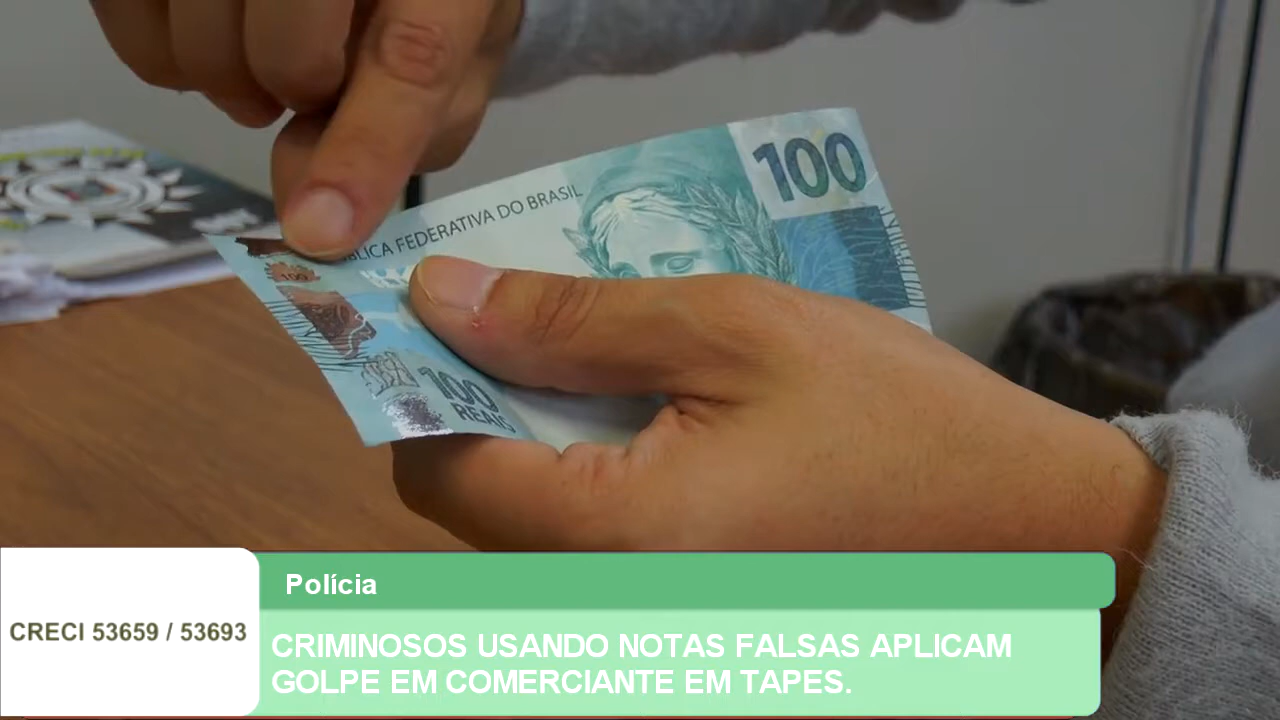 100
BLICA FEDERATIVA DO BRASIL
100
100
REAIS
Polícia
CRECI 53659 / 53693
CRIMINOSOS USANDO NOTAS FALSAS APLICAM
GOLPE EM COMERCIANTE EM TAPES.